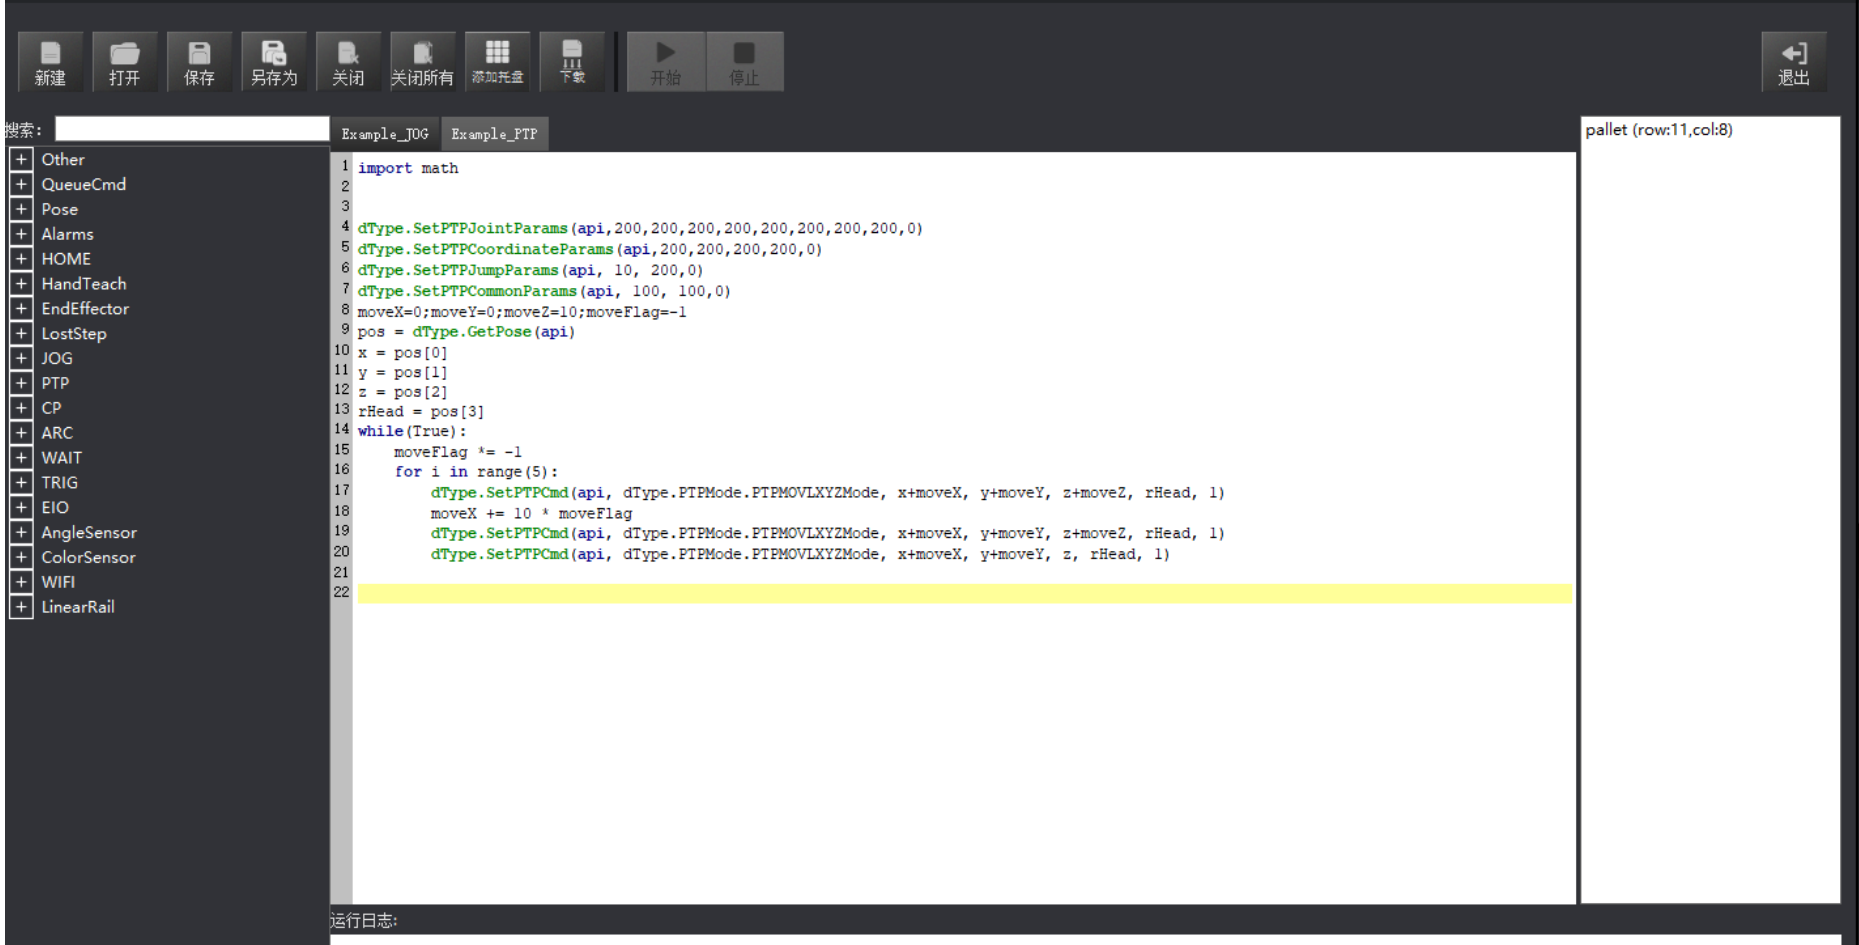 新建 打开 保存 另存为 关闭 关闭所有 添加托盘 下载 开始 停止 退出
搜索:
Other
QueueCmd
Pose
Alarms
HOME
HandTeach
EndEffector
LostStep
JOG
PTP
CP
ARC
WAIT
TRIG
EIO
AngleSensor
ColorSensor
WIFI
LinearRail
Example_JOG Example_PTP
1 import math
2
3
4 dType.SetPTPJointParams(api,200,200,200,200,200,200,200,200,0)
5 dType.SetPTPCoordinateParams(api,200,200,200,200,0)
6 dType.SetPTPJumpParams(api, 10, 200,0)
7 dType.SetPTPCommonParams(api, 100, 100,0)
8 moveX=0;moveY=0;moveZ=10;moveFlag=-1
9 pos = dType.GetPose(api)
10 x = pos[0]
11 y = pos[1]
12 z = pos[2]
13 rHead = pos[3]
14 while(True):
15     moveFlag *= -1
16     for i in range(5):
17         dType.SetPTPCmd(api, dType.PTPMode.PTPMOVLXYZMode, x+moveX, y+moveY, z+moveZ, rHead, 1)
18         moveX += 10 * moveFlag
19         dType.SetPTPCmd(api, dType.PTPMode.PTPMOVLXYZMode, x+moveX, y+moveY, z+moveZ, rHead, 1)
20         dType.SetPTPCmd(api, dType.PTPMode.PTPMOVLXYZMode, x+moveX, y+moveY, z, rHead, 1)
21
22
pallet (row:11,col:8)
运行日志: